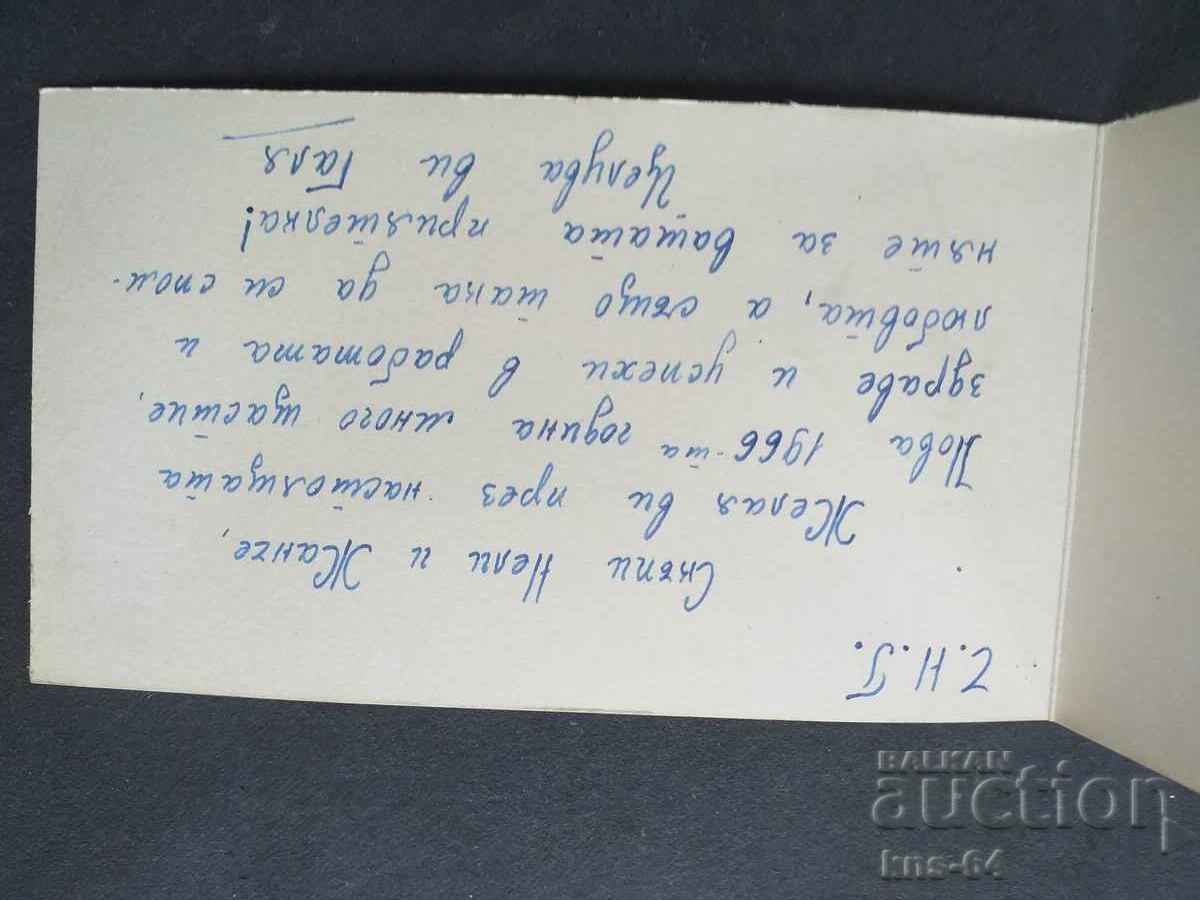 Ч.Н.Г.
Скъпи Нели и Жанче,
Желая ви през настоящата
Нова 1966-та година много щастие,
здраве и успехи в работата и
любовта, а също така да си спом-
няте за вашата приятелка!
Целува ви Галя
BALKAN
auction
kns-64